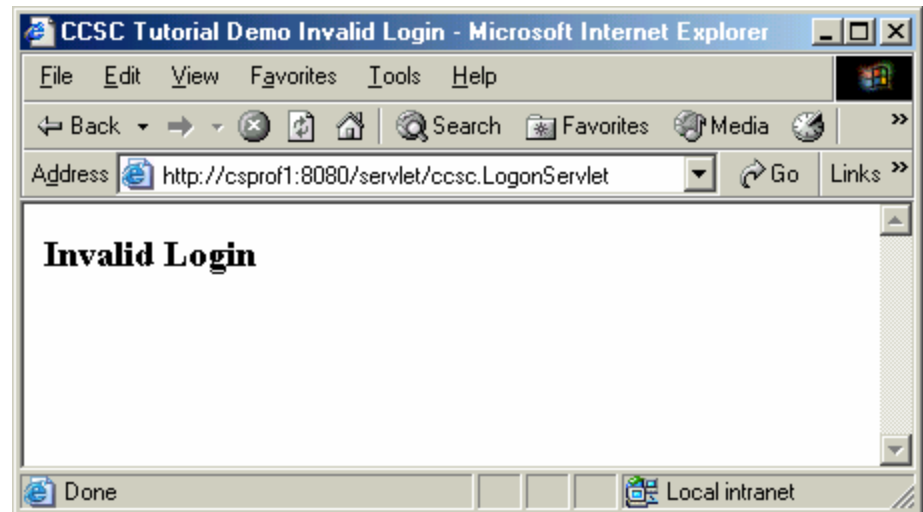 CCSC Tutorial Demo Invalid Login - Microsoft Internet Explorer
File Edit View Favorites Tools Help
Back Search Favorites Media »
Address http://csprof1:8080/servlet/ccsc.LogonServlet Go Links »
Invalid Login
Done Local intranet